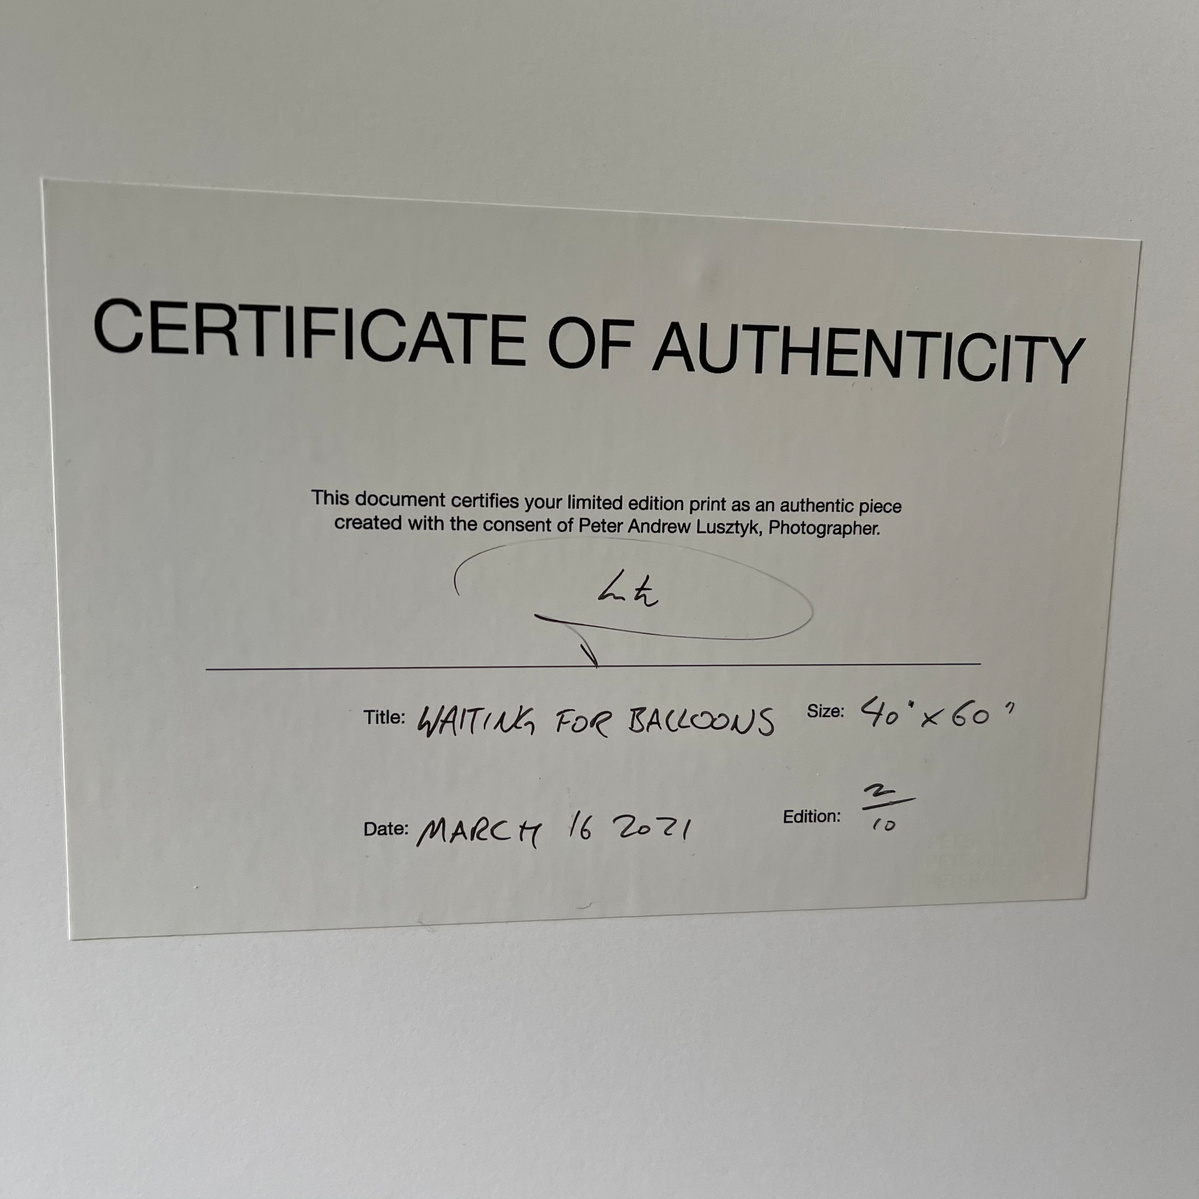 CERTIFICATE OF AUTHENTICITY
This document certifies your limited edition print as an authentic piece
created with the consent of Peter Andrew Lusztyk, Photographer.
Title: WAITING FOR BALLOONS Size: 40" x 60"
Date: MARCH 16 2021 Edition: 2/10